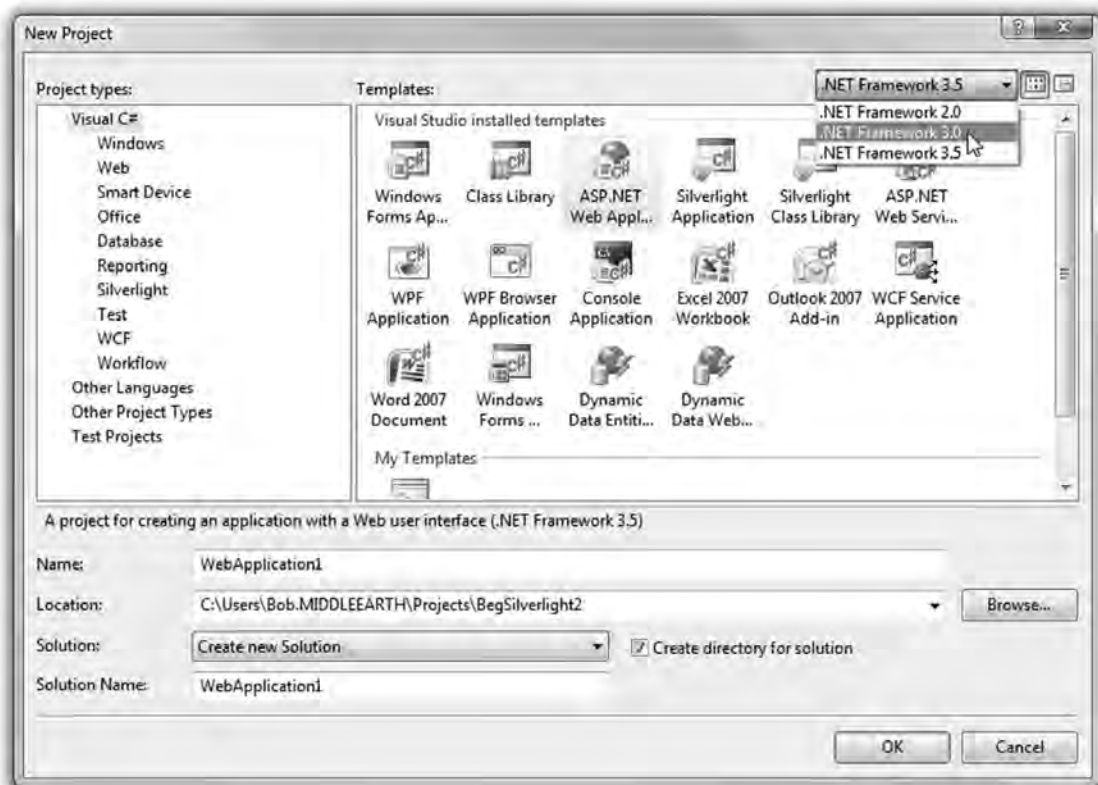 New Project
Project types:
Templates:
.NET Framework 3.5
.NET Framework 2.0
.NET Framework 3.0
.NET Framework 3.5
Visual C#
Windows
Web
Smart Device
Office
Database
Reporting
Silverlight
Test
WCF
Workflow
Other Languages
Other Project Types
Test Projects
Visual Studio installed templates
Windows Forms Ap...
Class Library
ASP.NET Web Appl...
Silverlight Application
Silverlight Class Library
ASP.NET Web Servi...
WPF Application
WPF Browser Application
Console Application
Excel 2007 Workbook
Outlook 2007 Add-in
WCF Service Application
Word 2007 Document
Windows Forms ...
Dynamic Data Entiti...
Dynamic Data Web...
My Templates
A project for creating an application with a Web user interface (.NET Framework 3.5)
Name:
WebApplication1
Location:
C:\Users\Bob.MIDDLEEARTH\Projects\BegSilverlight2
Browse...
Solution:
Create new Solution
Create directory for solution
Solution Name:
WebApplication1
OK
Cancel